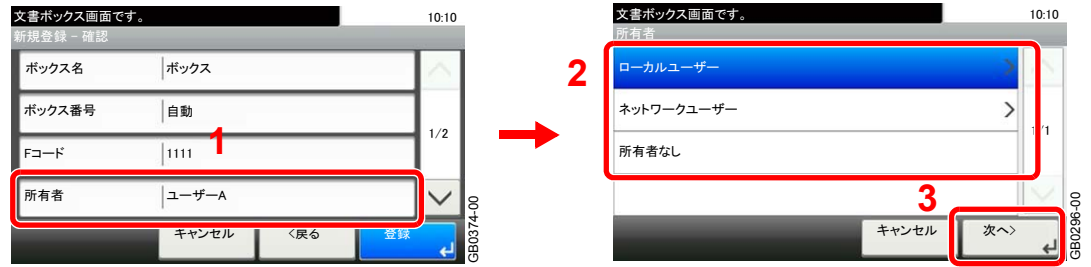 文書ボックス画面です。
10:10
新規登録 - 確認
ボックス名
ボックス
ボックス番号
自動
1
1/2
Fコード
1111
所有者
ユーザーA
キャンセル
<戻る
登録
GB0374-00
文書ボックス画面です。
10:10
所有者
2
ローカルユーザー
ネットワークユーザー
1/1
所有者なし
3
キャンセル
次へ>
GB0296-00